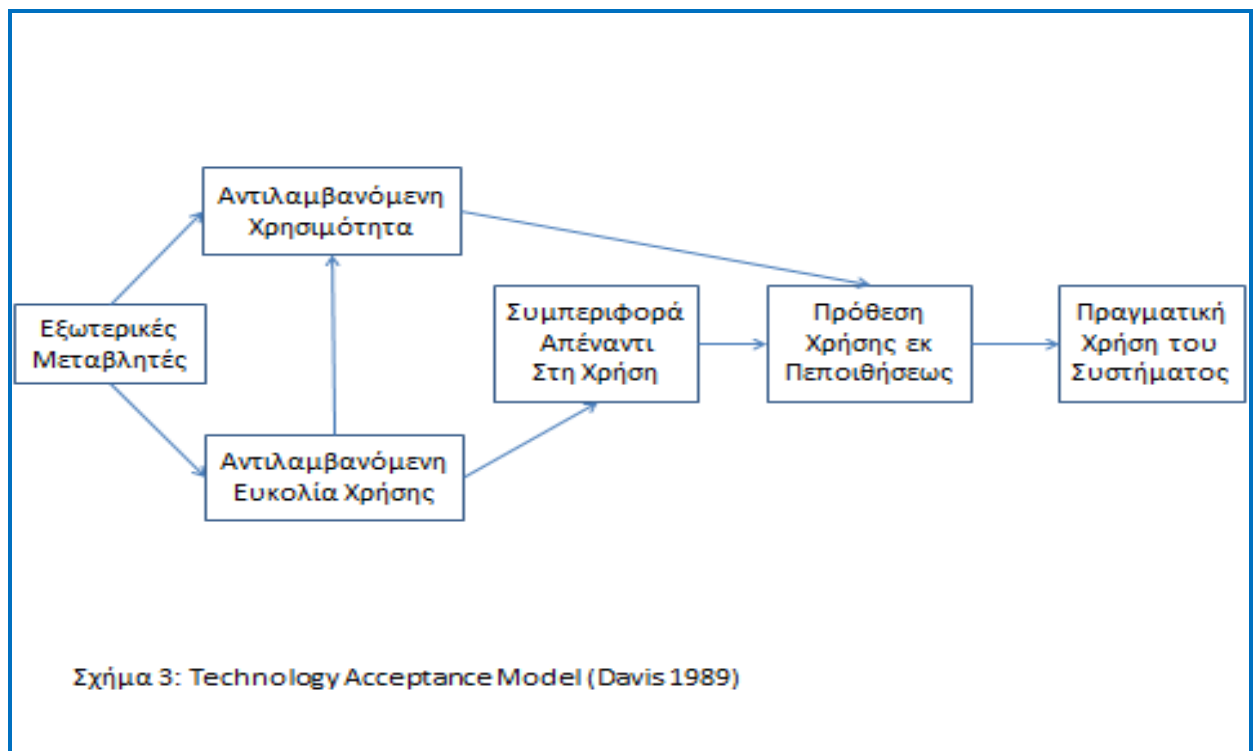 Αντιλαμβανόμενη
Χρησιμότητα
Εξωτερικές
Μεταβλητές
Αντιλαμβανόμενη
Ευκολία Χρήσης
Συμπεριφορά
Απέναντι
Στη Χρήση
Πρόθεση
Χρήσης εκ
Πεποιθήσεως
Πραγματική
Χρήση του
Συστήματος
Σχήμα 3: Technology Acceptance Model (Davis 1989)